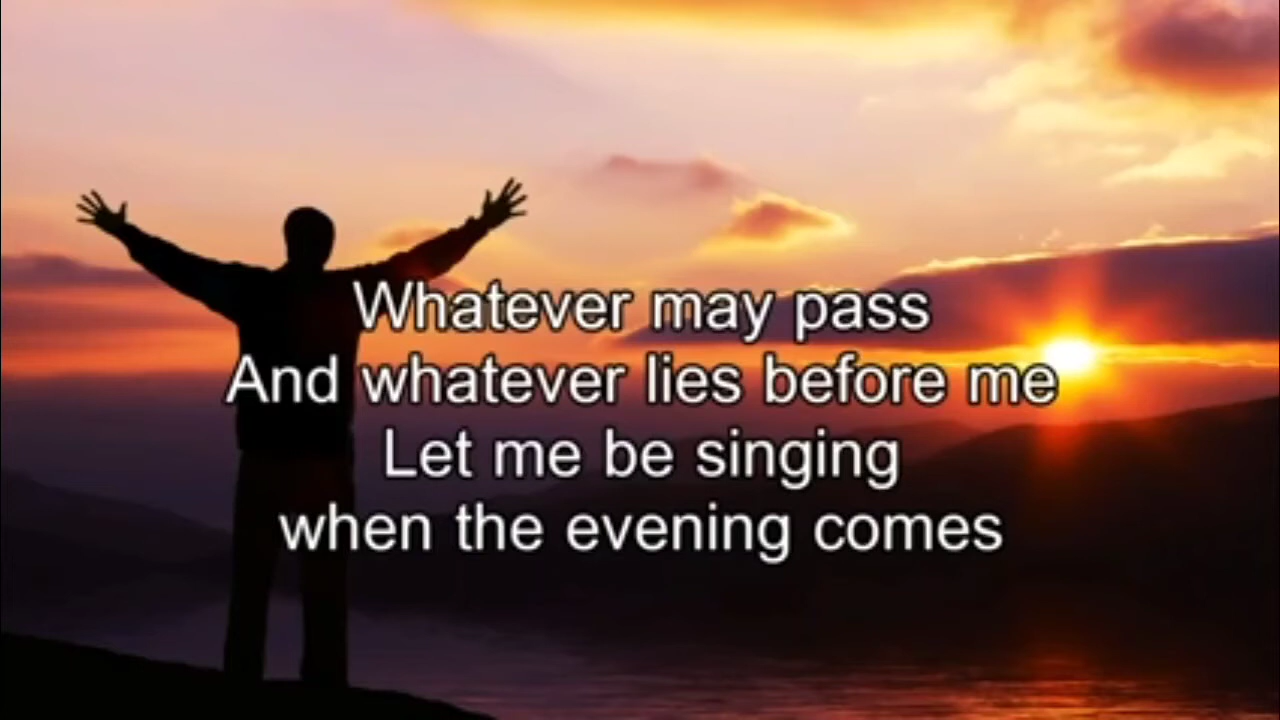 Whatever may pass
And whatever lies before me
Let me be singing
when the evening comes